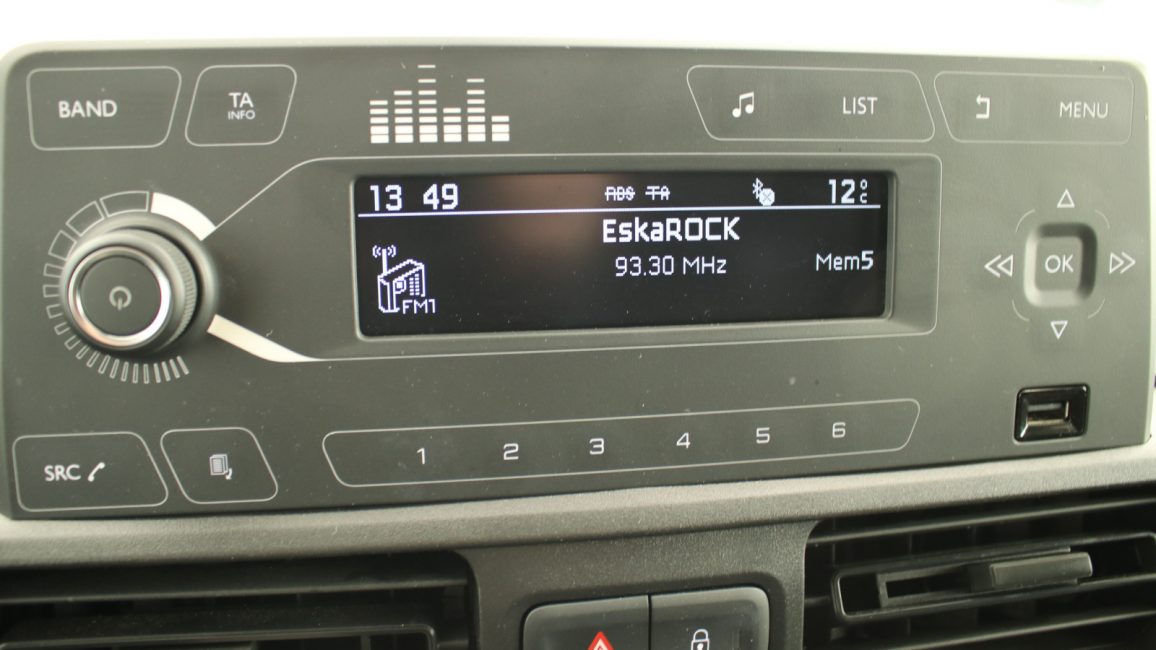 BAND
TA
INFO
LIST
MENU
13 49
RDS TA
12°C
EskaROCK
93.30 MHz
Mem5
FM1
OK
SRC
1 2 3 4 5 6